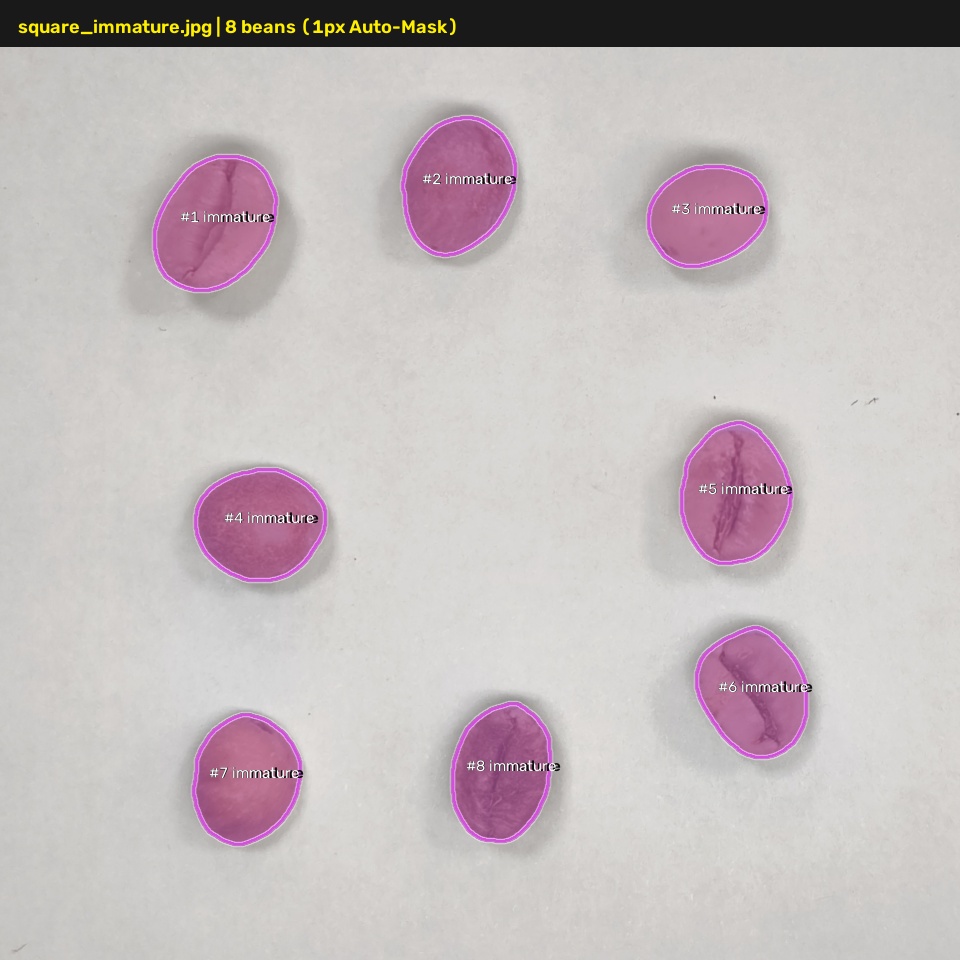 square_immature.jpg | 8 beans (1px Auto-Mask)
#1 immature
#2 immature
#3 immature
#4 immature
#5 immature
#6 immature
#7 immature
#8 immature